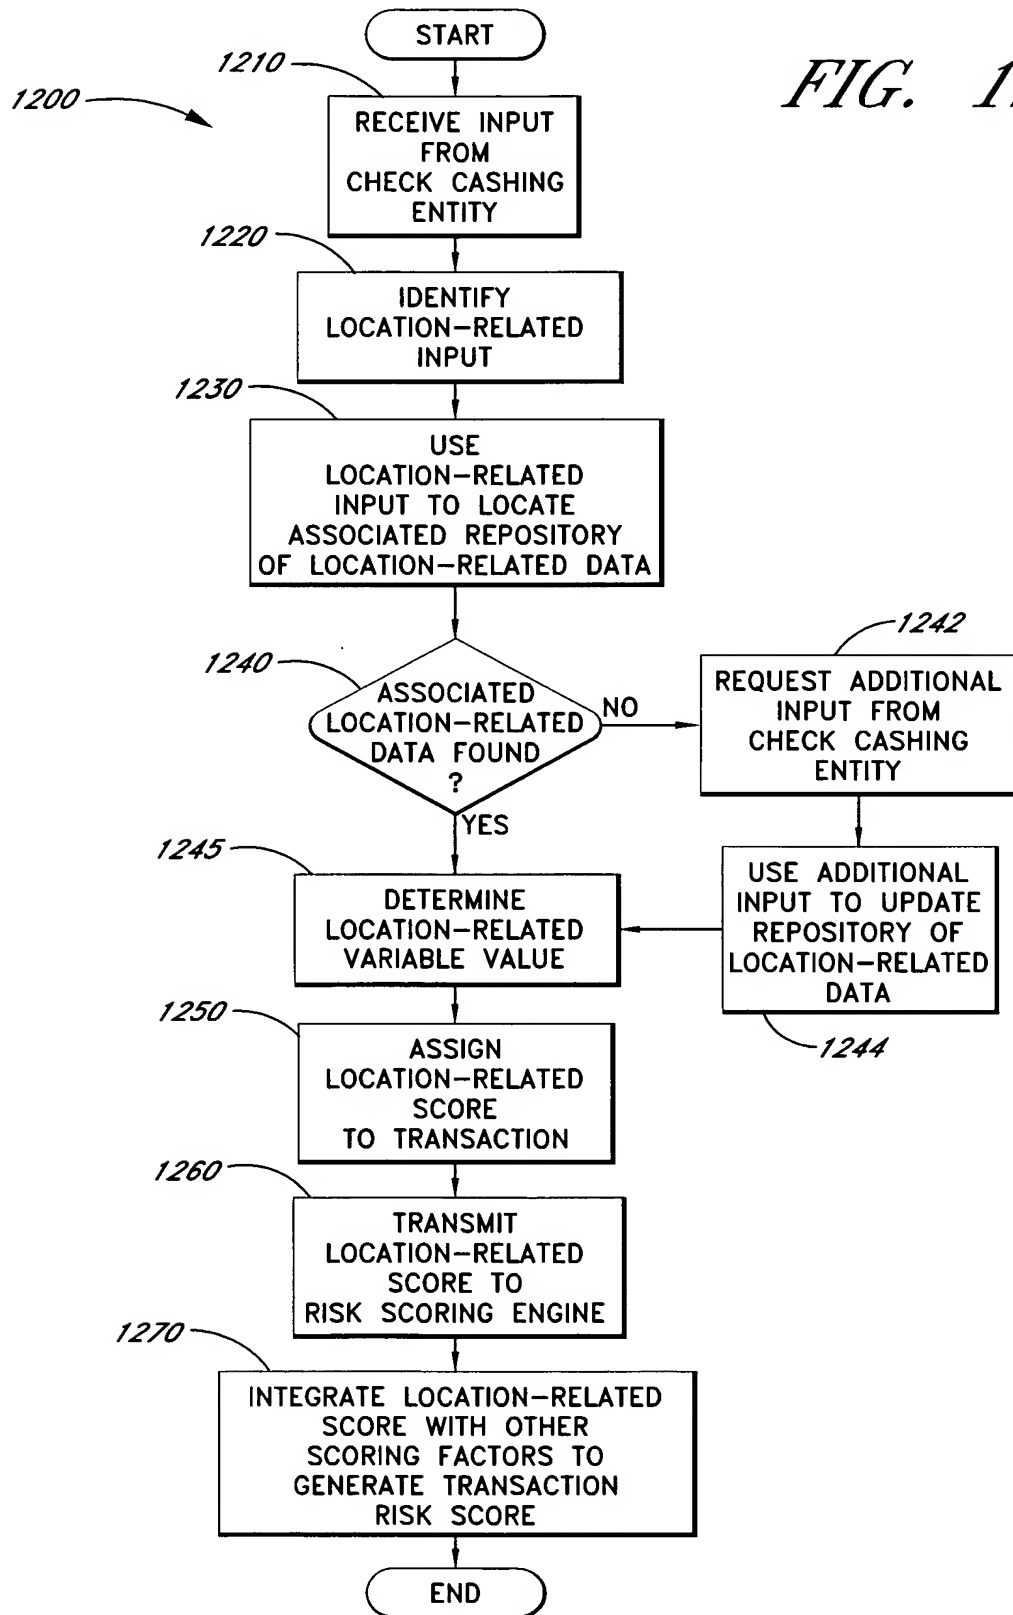 START
FIG. 1
1200
1210
RECEIVE INPUT
FROM
CHECK CASHING
ENTITY
1220
IDENTIFY
LOCATION-RELATED
INPUT
1230
USE
LOCATION-RELATED
INPUT TO LOCATE
ASSOCIATED REPOSITORY
OF LOCATION-RELATED DATA
1240
ASSOCIATED
LOCATION-RELATED
DATA FOUND
?
NO
YES
1242
REQUEST ADDITIONAL
INPUT FROM
CHECK CASHING
ENTITY
USE ADDITIONAL
INPUT TO UPDATE
REPOSITORY OF
LOCATION-RELATED
DATA
1244
1245
DETERMINE
LOCATION-RELATED
VARIABLE VALUE
1250
ASSIGN
LOCATION-RELATED
SCORE
TO TRANSACTION
1260
TRANSMIT
LOCATION-RELATED
SCORE TO
RISK SCORING ENGINE
1270
INTEGRATE LOCATION-RELATED
SCORE WITH OTHER
SCORING FACTORS TO
GENERATE TRANSACTION
RISK SCORE
END